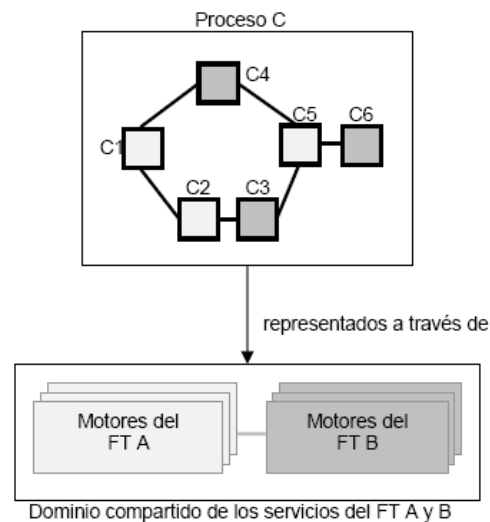 Proceso C
C4
C5
C6
C1
C2
C3
representados a través de
Motores del
FT A
Motores del
FT B
Dominio compartido de los servicios del FT A y B